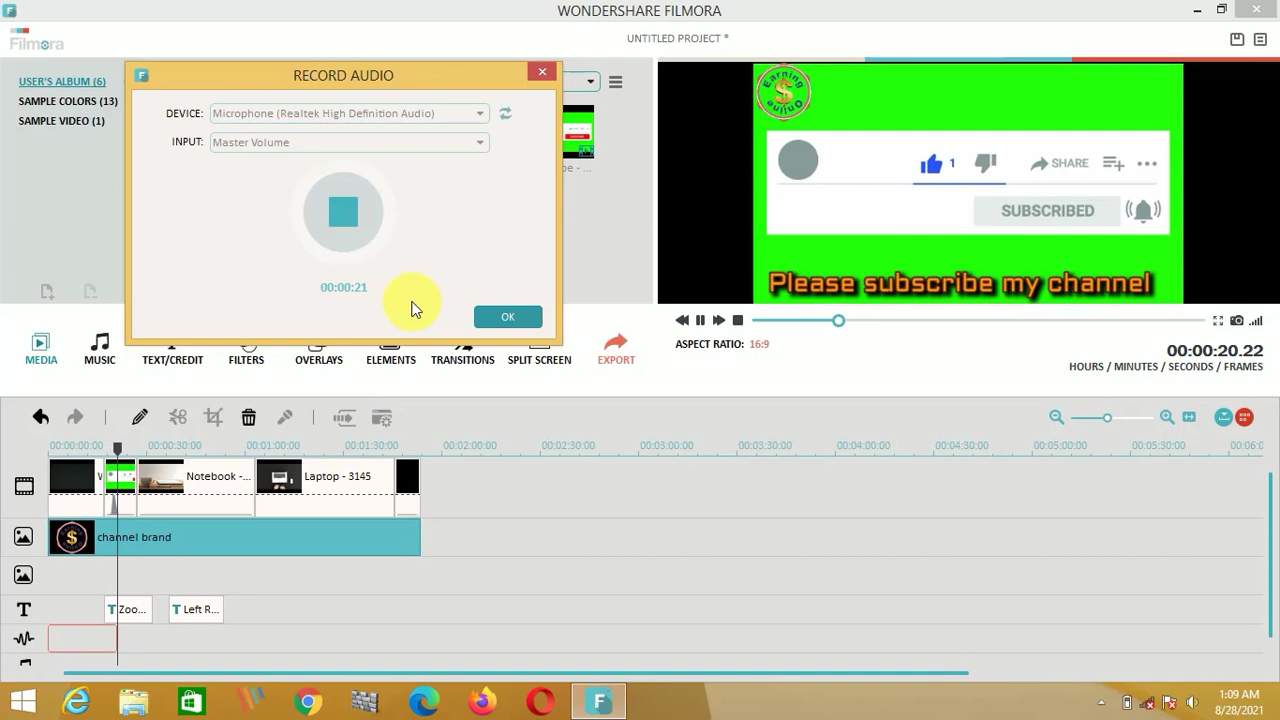 WONDERSHARE FILMORA
Filmora
UNTITLED PROJECT *
USER'S ALBUM (6)
SAMPLE COLORS (13)
SAMPLE VIDEO (1)
RECORD AUDIO
DEVICE: Microphone (Realtek High Definition Audio)
INPUT: Master Volume
00:00:21
OK
Earning
$
Online
1
SHARE
SUBSCRIBED
Please subscribe my channel
ASPECT RATIO: 16:9
00:00:20.22
HOURS / MINUTES / SECONDS / FRAMES
MEDIA
MUSIC
TEXT/CREDIT
FILTERS
OVERLAYS
ELEMENTS
TRANSITIONS
SPLIT SCREEN
EXPORT
00:00:00:00 00:00:30:00 00:01:00:00 00:01:30:00 00:02:00:00 00:02:30:00 00:03:00:00 00:03:30:00 00:04:00:00 00:04:30:00 00:05:00:00 00:05:30:00 00:06:0
Notebook -...
Laptop - 3145
channel brand
T
T Zoo...
T Left R...
1:09 AM
8/28/2021